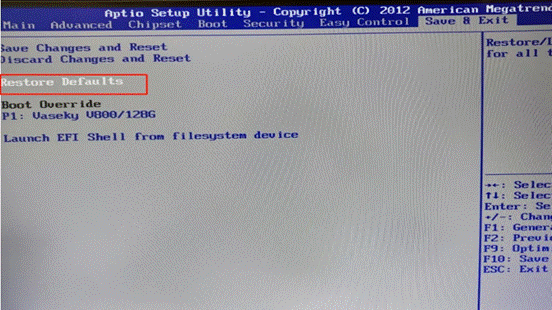 Aptio Setup Utility - Copyright (C) 2012 American Megatrend
Main Advanced Chipset Boot Security Easy Control Save & Exit
Save Changes and Reset
Discard Changes and Reset
Restore Defaults
Boot Override
P1: Vaseky V800/128G
Launch EFI Shell from filesystem device
Restore/L
for all t
→←: Selec
↑↓: Selec
Enter: Se
+/-: Chan
F1: Gener
F2: Previ
F9: Optim
F10: Save
ESC: Exit